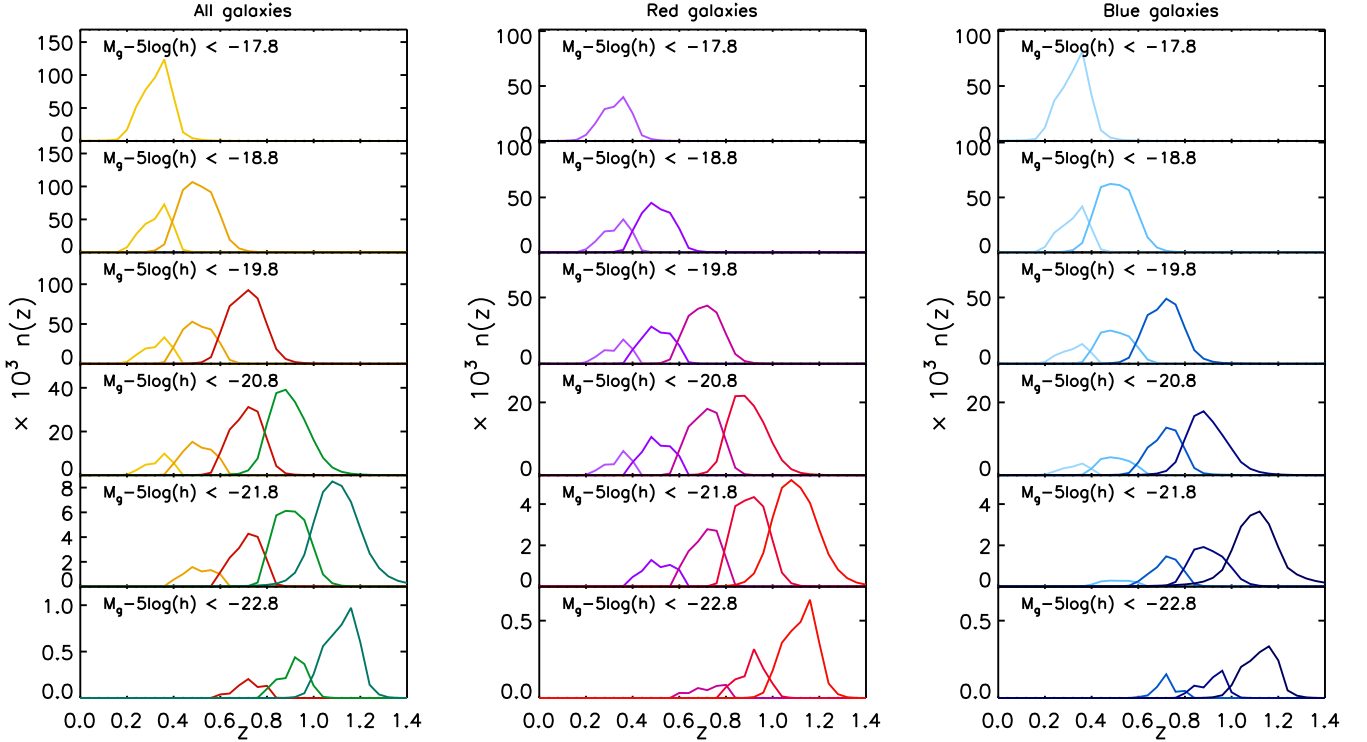 All galaxies
Red galaxies
Blue galaxies
× 10³ n(z)
M_g-5log(h) < -17.8
150
100
50
0
M_g-5log(h) < -18.8
150
100
50
0
M_g-5log(h) < -19.8
100
50
0
M_g-5log(h) < -20.8
40
20
0
M_g-5log(h) < -21.8
8
6
4
2
0
M_g-5log(h) < -22.8
1.0
0.5
0.0
0.0 0.2 0.4 0.6 0.8 1.0 1.2 1.4
z
× 10³ n(z)
M_g-5log(h) < -17.8
100
50
0
M_g-5log(h) < -18.8
100
50
0
M_g-5log(h) < -19.8
50
0
M_g-5log(h) < -20.8
20
0
M_g-5log(h) < -21.8
4
2
0
M_g-5log(h) < -22.8
0.5
0.0
0.0 0.2 0.4 0.6 0.8 1.0 1.2 1.4
z
× 10³ n(z)
M_g-5log(h) < -17.8
100
50
0
M_g-5log(h) < -18.8
100
50
0
M_g-5log(h) < -19.8
50
0
M_g-5log(h) < -20.8
20
0
M_g-5log(h) < -21.8
4
2
0
M_g-5log(h) < -22.8
0.5
0.0
0.0 0.2 0.4 0.6 0.8 1.0 1.2 1.4
z